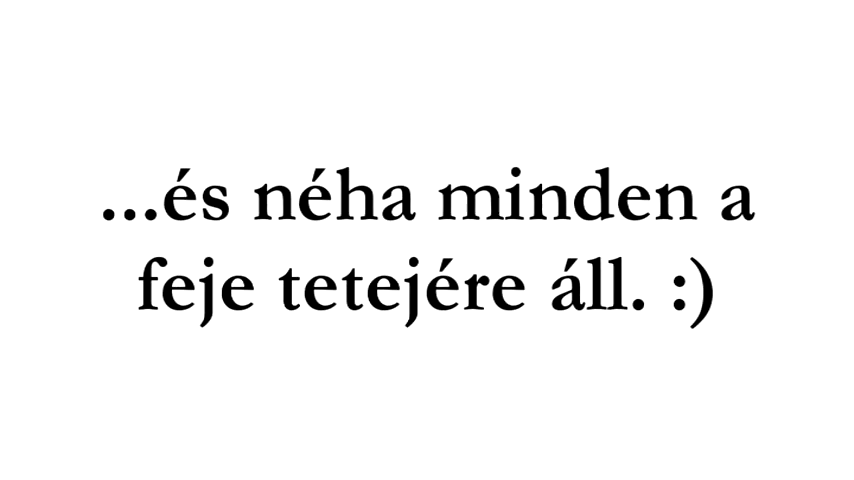 ...és néha minden a
feje tetejére áll. :)